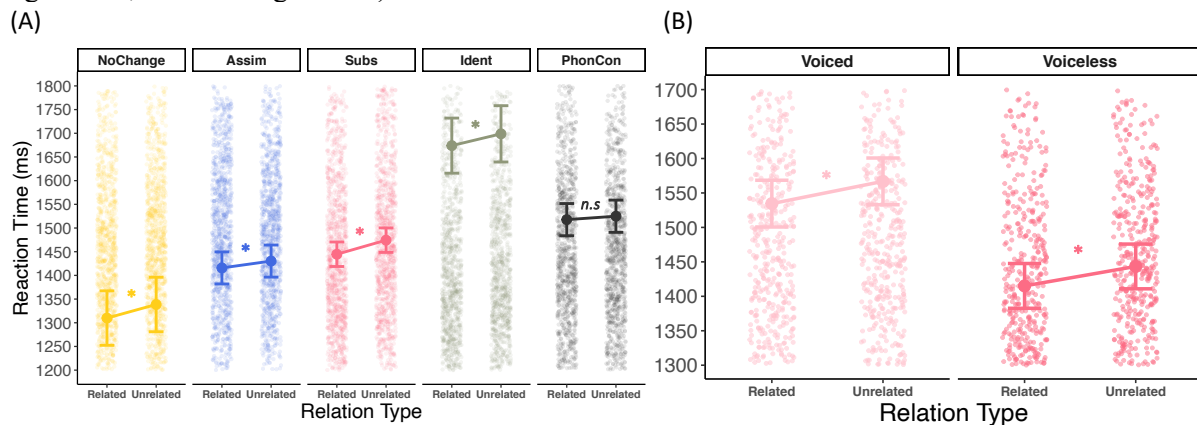 (A)
NoChange Assim Subs Ident PhonCon
Reaction Time (ms)
1800
1750
1700
1650
1600
1550
1500
1450
1400
1350
1300
1250
1200
* * * * n.s
Related Unrelated Related Unrelated Related Unrelated Related Unrelated Related Unrelated
Relation Type
(B)
Voiced Voiceless
1700
1650
1600
1550
1500
1450
1400
1350
1300
* *
Related Unrelated Related Unrelated
Relation Type